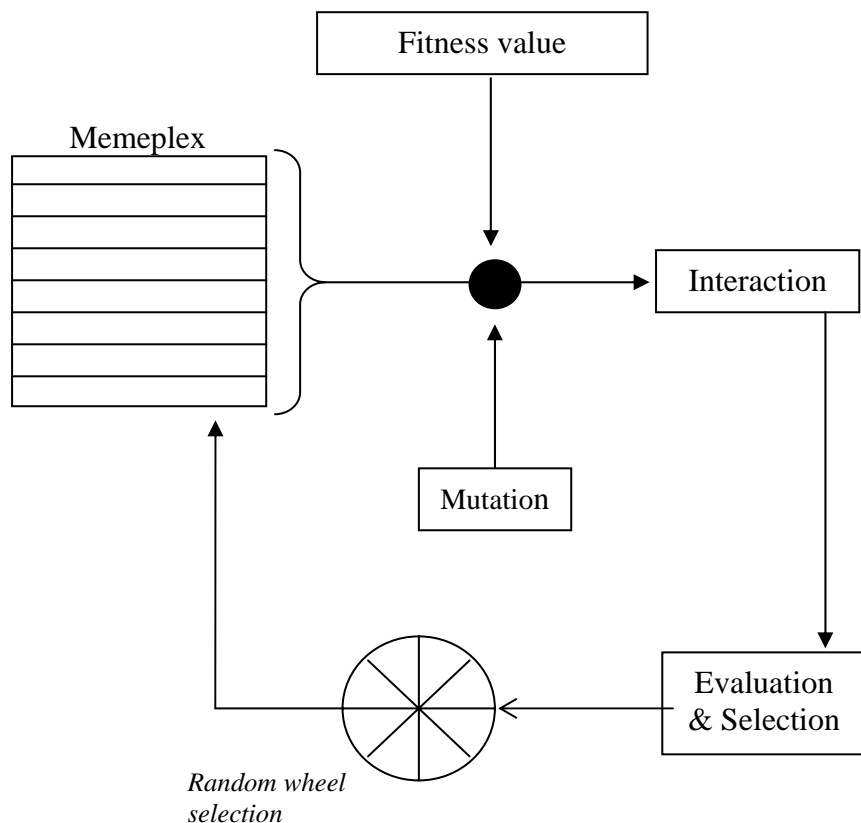 Fitness value
Memeplex
Interaction
Mutation
Evaluation
& Selection
Random wheel
selection